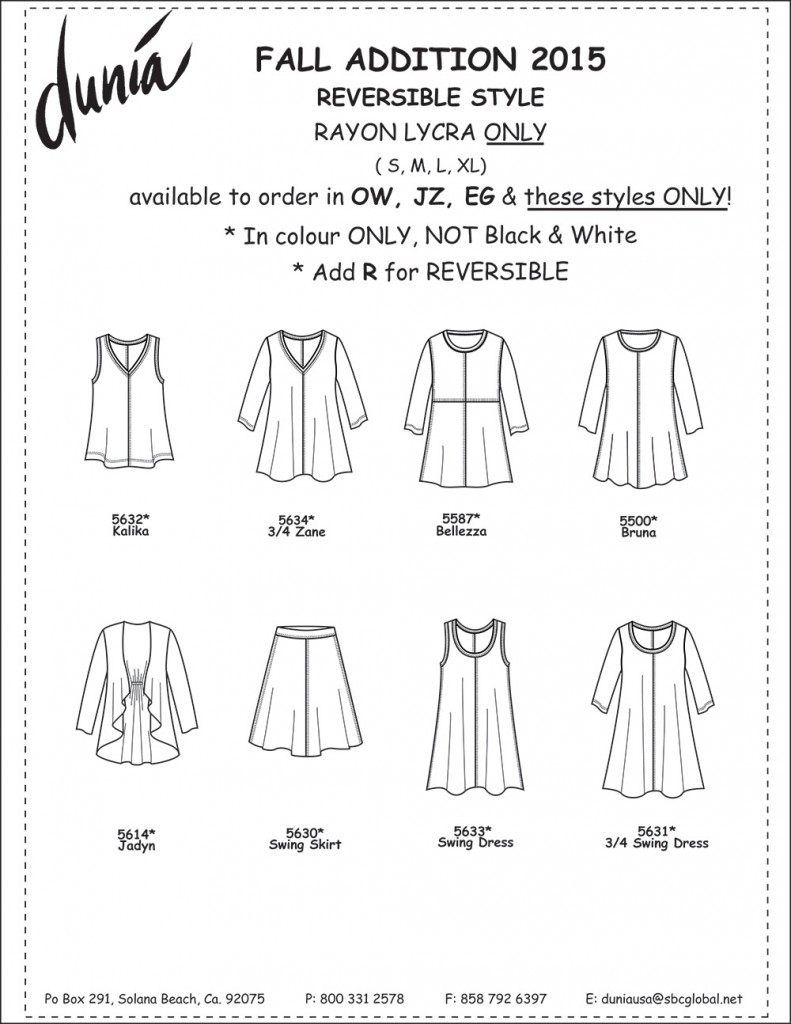 dunia
FALL ADDITION 2015
REVERSIBLE STYLE
RAYON LYCRA ONLY
( S, M, L, XL)
available to order in OW, JZ, EG & these styles ONLY!
* In colour ONLY, NOT Black & White
* Add R for REVERSIBLE
5632*
Kalika
5634*
3/4 Zane
5587*
Bellezza
5500*
Bruna
5614*
Jadyn
5630*
Swing Skirt
5633*
Swing Dress
5631*
3/4 Swing Dress
Po Box 291, Solana Beach, Ca. 92075 P: 800 331 2578 F: 858 792 6397 E: duniausa@sbcglobal.net